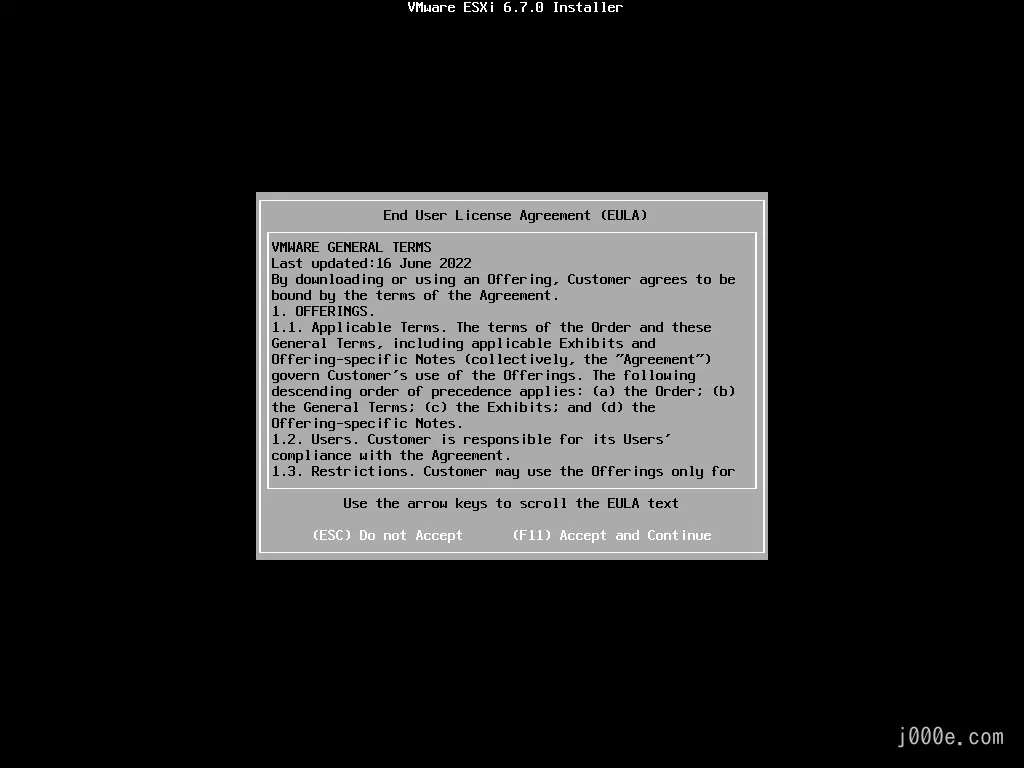 VMware ESXi 6.7.0 Installer
End User License Agreement (EULA)
VMWARE GENERAL TERMS
Last updated:16 June 2022
By downloading or using an Offering, Customer agrees to be
bound by the terms of the Agreement.
1. OFFERINGS.
1.1. Applicable Terms. The terms of the Order and these
General Terms, including applicable Exhibits and
Offering-specific Notes (collectively, the "Agreement")
govern Customer's use of the Offerings. The following
descending order of precedence applies: (a) the Order; (b)
the General Terms; (c) the Exhibits; and (d) the
Offering-specific Notes.
1.2. Users. Customer is responsible for its Users'
compliance with the Agreement.
1.3. Restrictions. Customer may use the Offerings only for
Use the arrow keys to scroll the EULA text
(ESC) Do not Accept (F11) Accept and Continue
j000e.com